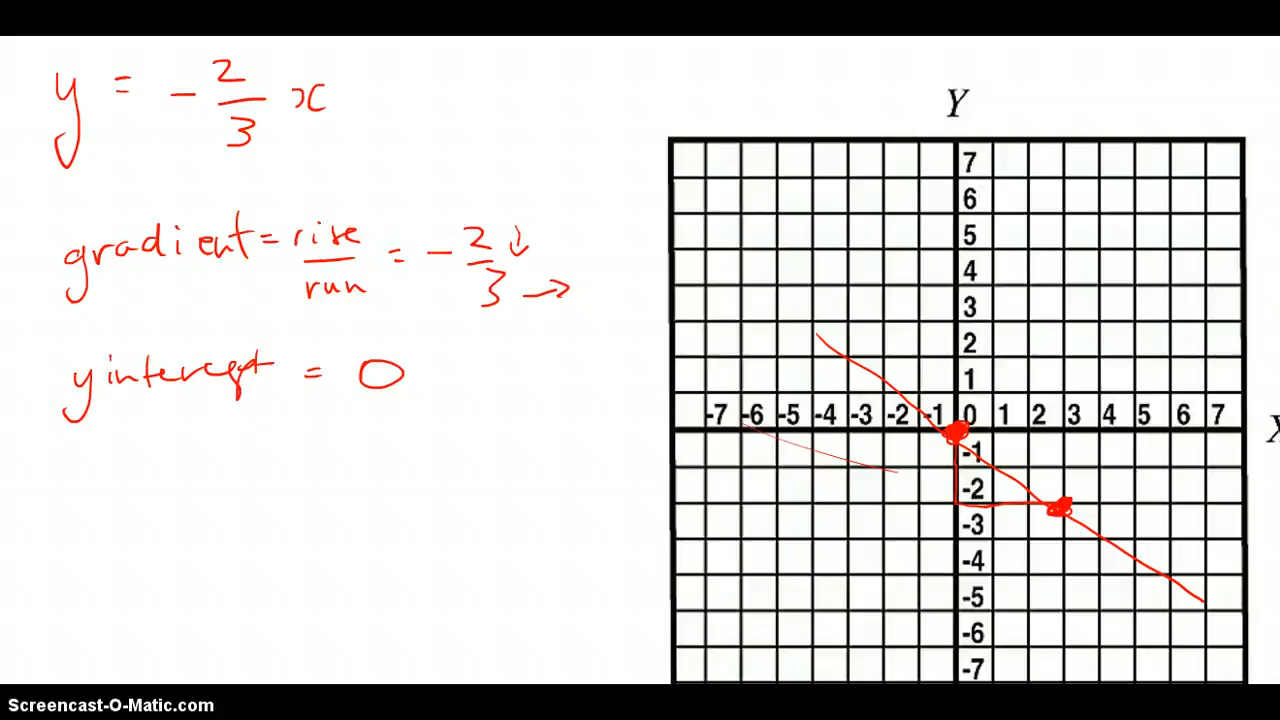 y = -2/3 x
gradient = rise/run = -2/3 ↓ →
y intercept = 0
Y
7
6
5
4
3
2
1
-7 -6 -5 -4 -3 -2 -1 0 1 2 3 4 5 6 7
X
-1
-2
-3
-4
-5
-6
-7
Screencast-O-Matic.com